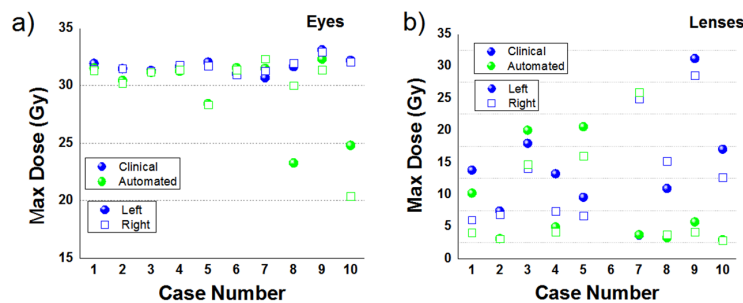 a)
Eyes
35
30
25
20
15
Max Dose (Gy)
Clinical
Automated
Left
Right
1 2 3 4 5 6 7 8 9 10
Case Number
b)
Lenses
35
30
25
20
15
10
5
0
Max Dose (Gy)
Clinical
Automated
Left
Right
1 2 3 4 5 6 7 8 9 10
Case Number